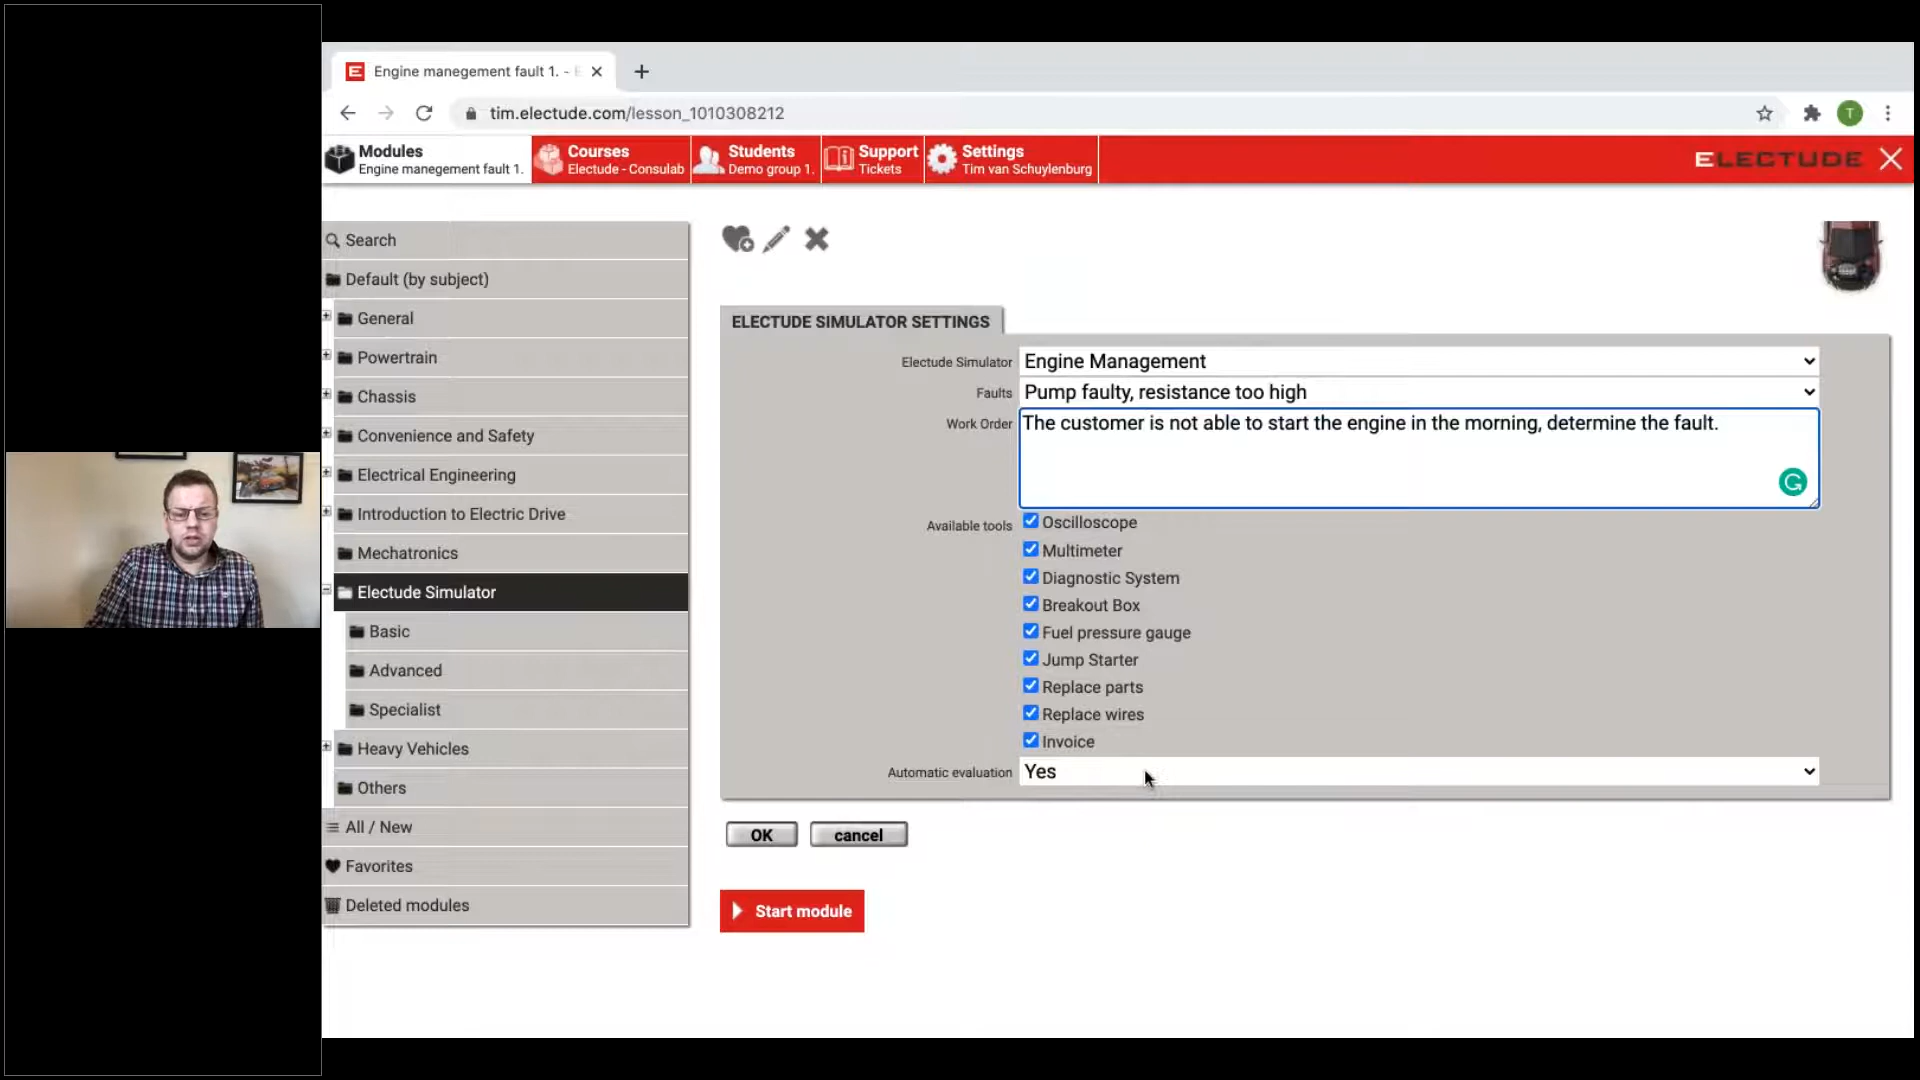 Engine manegement fault 1. - E
tim.electude.com/lesson_1010308212
T
Modules
Engine management fault 1.
Courses
Electude - Consulab
Students
Demo group 1.
Support
Tickets
Settings
Tim van Schuylenburg
ELECTUDE
Search
Default (by subject)
General
Powertrain
Chassis
Convenience and Safety
Electrical Engineering
Introduction to Electric Drive
Mechatronics
Electude Simulator
Basic
Advanced
Specialist
Heavy Vehicles
Others
All / New
Favorites
Deleted modules
ELECTUDE SIMULATOR SETTINGS
Electude Simulator Engine Management
Faults Pump faulty, resistance too high
Work Order The customer is not able to start the engine in the morning, determine the fault.
Available tools Oscilloscope
Multimeter
Diagnostic System
Breakout Box
Fuel pressure gauge
Jump Starter
Replace parts
Replace wires
Invoice
Automatic evaluation Yes
OK cancel
Start module